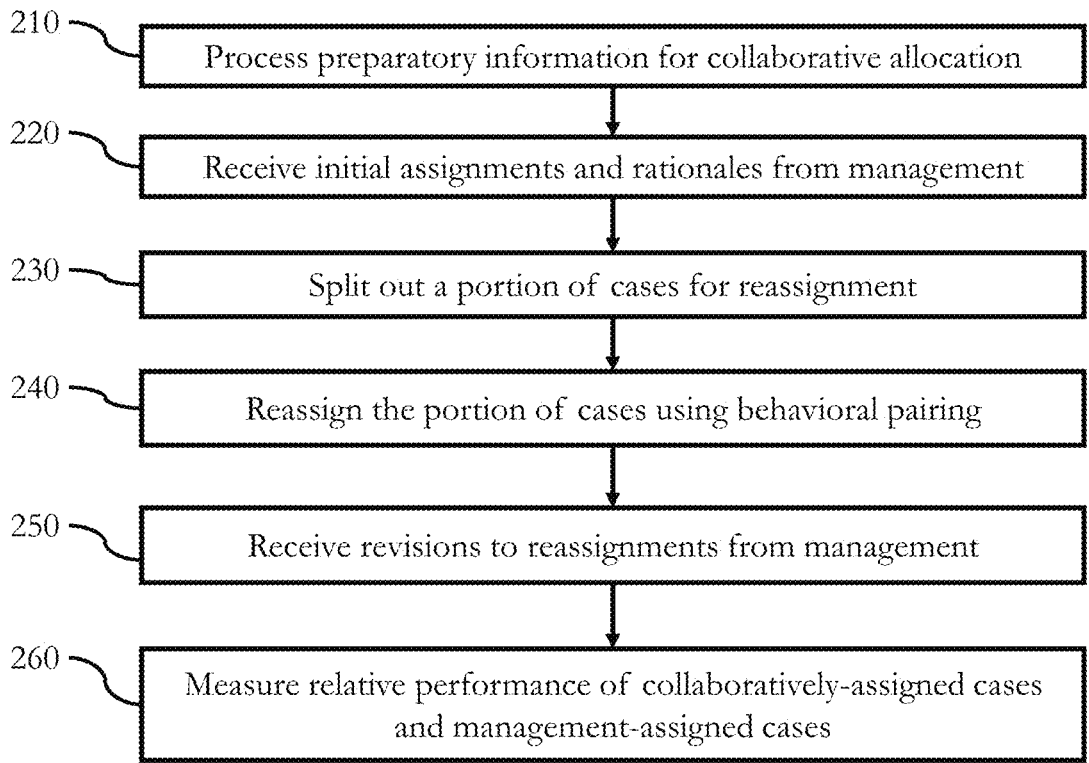 210
Process preparatory information for collaborative allocation
220
Receive initial assignments and rationales from management
230
Split out a portion of cases for reassignment
240
Reassign the portion of cases using behavioral pairing
250
Receive revisions to reassignments from management
260
Measure relative performance of collaboratively-assigned cases
and management-assigned cases